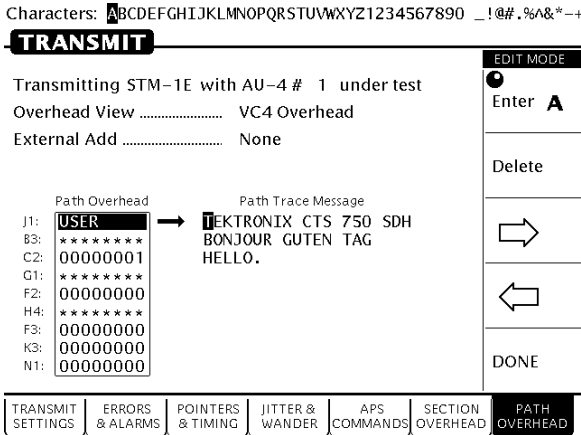 Characters: ABCDEFGHIJKLMNOPQRSTUVWXYZ1234567890 _!@#.%^&*-+
TRANSMIT
EDIT MODE
Transmitting STM-1E with AU-4 # 1 under test
Enter A
Overhead View ...................... VC4 Overhead
External Add .......................... None
Delete
Path Overhead
Path Trace Message
J1: USER TEKTRONIX CTS 750 SDH
B3: ******** BONJOUR GUTEN TAG
C2: 00000001 HELLO.
G1: ********
F2: 00000000
H4: ********
F3: 00000000
K3: 00000000
N1: 00000000
DONE
TRANSMIT SETTINGS
ERRORS & ALARMS
POINTERS & TIMING
JITTER & WANDER
APS COMMANDS
SECTION OVERHEAD
PATH OVERHEAD